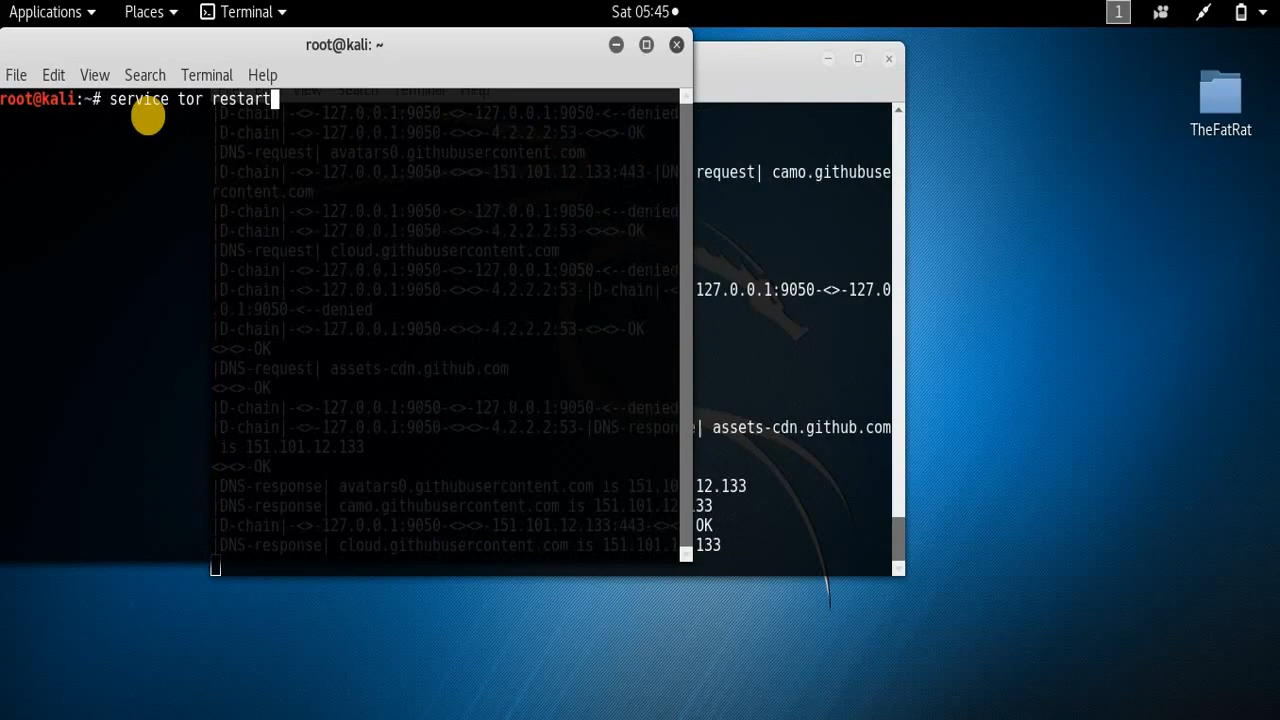 Applications Places Terminal Sat 05:45 1
root@kali: ~
File Edit View Search Terminal Help
root@kali:~# service tor restart
|D-chain|-<>-127.0.0.1:9050-<>-127.0.0.1:9050-<--denied
|D-chain|-<>-127.0.0.1:9050-<><>-4.2.2.2:53-<><>-OK
|DNS-request| avatars0.githubusercontent.com
|D-chain|-<>-127.0.0.1:9050-<><>-151.101.12.133:443-|DNS-request| camo.githubuse
rcontent.com
|D-chain|-<>-127.0.0.1:9050-<>-127.0.0.1:9050-<--denied
|D-chain|-<>-127.0.0.1:9050-<><>-4.2.2.2:53-<><>-OK
|DNS-request| cloud.githubusercontent.com
|D-chain|-<>-127.0.0.1:9050-<>-127.0.0.1:9050-<--denied
|D-chain|-<>-127.0.0.1:9050-<><>-4.2.2.2:53-|D-chain|-<>-127.0.0.1:9050-<>-127.0
.0.1:9050-<--denied
|D-chain|-<>-127.0.0.1:9050-<><>-4.2.2.2:53-<><>-OK
<><>-OK
|DNS-request| assets-cdn.github.com
<><>-OK
|D-chain|-<>-127.0.0.1:9050-<>-127.0.0.1:9050-<--denied
|D-chain|-<>-127.0.0.1:9050-<><>-4.2.2.2:53-|DNS-response| assets-cdn.github.com
is 151.101.12.133
<><>-OK
|DNS-response| avatars0.githubusercontent.com is 151.101.12.133
|DNS-response| camo.githubusercontent.com is 151.101.12.133
|D-chain|-<>-127.0.0.1:9050-<><>-151.101.12.133:443-<><>-OK
|DNS-response| cloud.githubusercontent.com is 151.101.12.133
TheFatRat